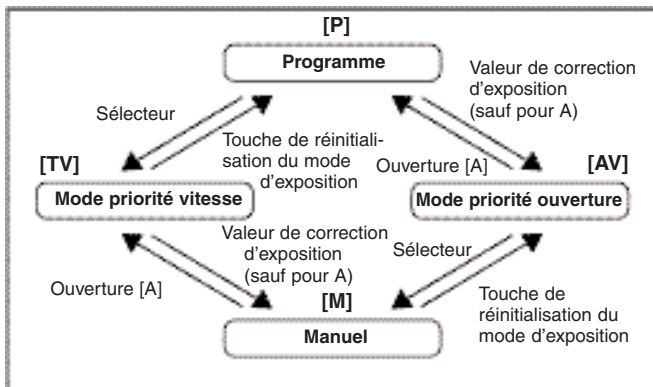 [P]
Programme
Valeur de correction
d'exposition
(sauf pour A)
Sélecteur
Touche de réinitiali-
sation du mode
d'exposition
Ouverture [A]
[TV]
[AV]
Mode priorité vitesse
Mode priorité ouverture
Valeur de correction
d'exposition
(sauf pour A)
Sélecteur
Ouverture [A]
[M]
Touche de
réinitialisation du
mode d'exposition
Manuel